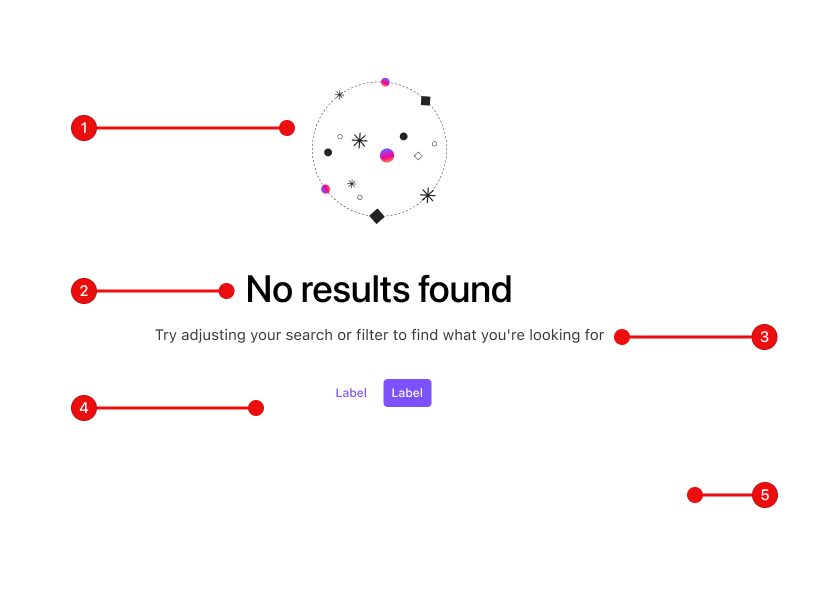 1
2
No results found
Try adjusting your search or filter to find what you're looking for
3
Label
Label
4
5